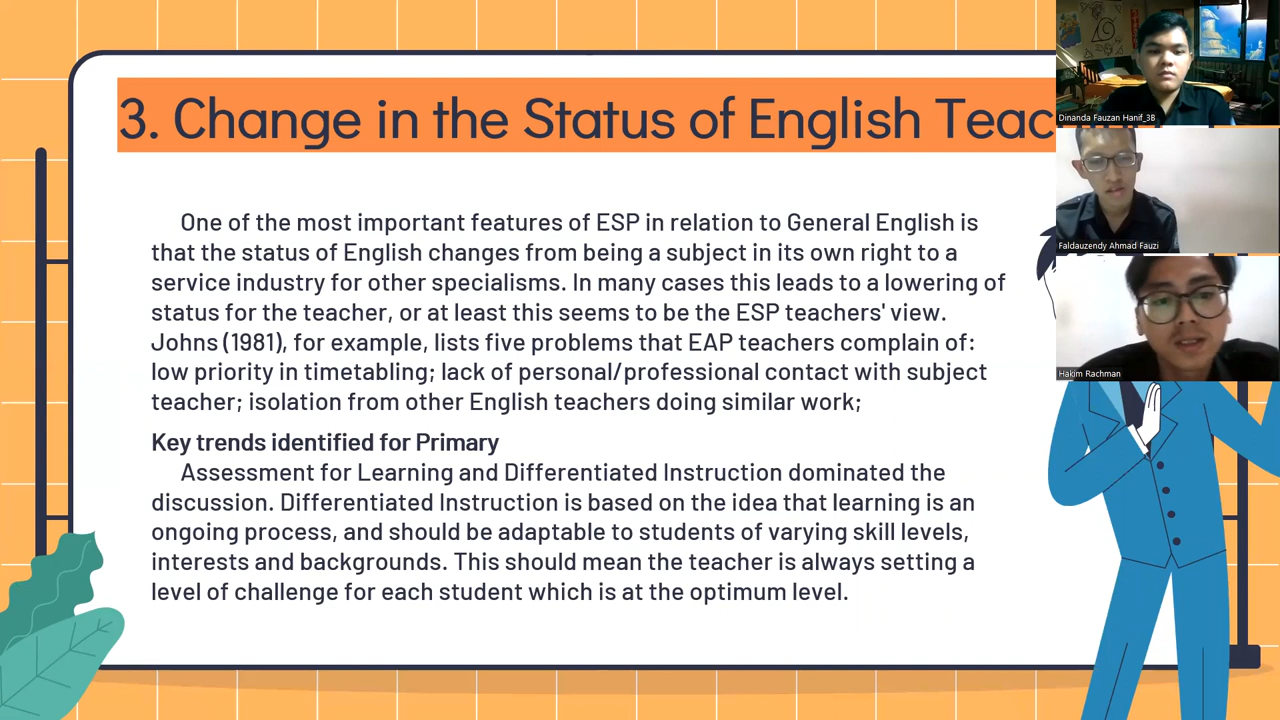 3. Change in the Status of English Teac
One of the most important features of ESP in relation to General English is
that the status of English changes from being a subject in its own right to a
service industry for other specialisms. In many cases this leads to a lowering of
status for the teacher, or at least this seems to be the ESP teachers' view.
Johns (1981), for example, lists five problems that EAP teachers complain of:
low priority in timetabling; lack of personal/professional contact with subject
teacher; isolation from other English teachers doing similar work;
Key trends identified for Primary
Assessment for Learning and Differentiated Instruction dominated the
discussion. Differentiated Instruction is based on the idea that learning is an
ongoing process, and should be adaptable to students of varying skill levels,
interests and backgrounds. This should mean the teacher is always setting a
level of challenge for each student which is at the optimum level.
Dinanda Fauzan Hanif_3B
Faldauzendy Ahmad Fauzi
Hakim Rachman